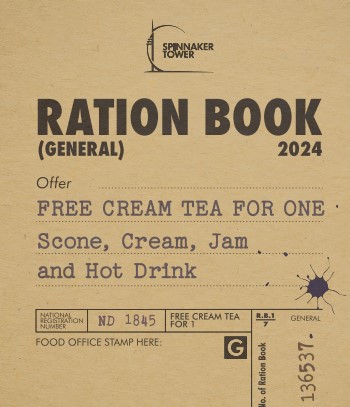 SPINNAKER
TOWER
RATION BOOK
(GENERAL)
2024
Offer
FREE CREAM TEA FOR ONE
Scone, Cream, Jam
and Hot Drink
NATIONAL
REGISTRATION
NUMBER
ND 1845
FREE CREAM TEA
FOR 1
R.B.1
7
GENERAL
FOOD OFFICE STAMP HERE:
G
o. of Ration Book
136537.